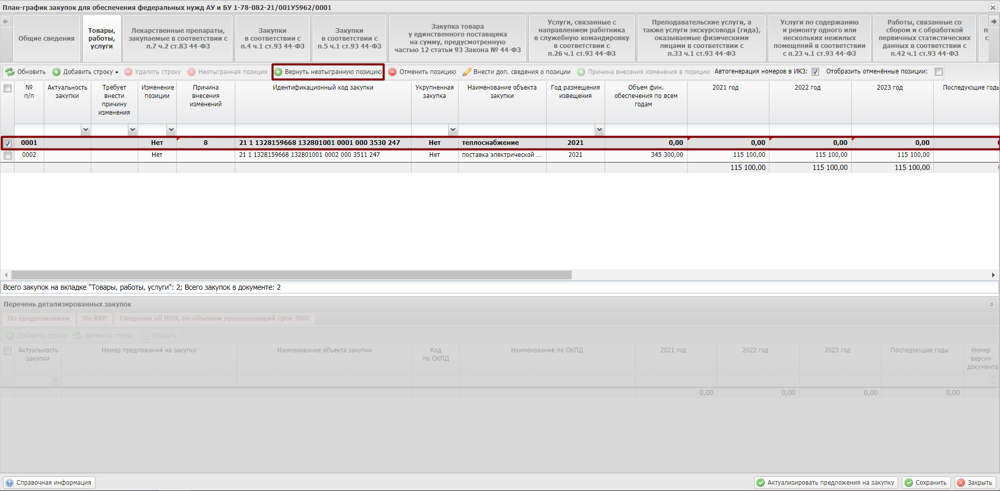 План-график закупок для обеспечения федеральных нужд АУ и БУ 1-78-082-21/001У5962/0001
Общие сведения
Товары,
работы,
услуги
Лекарственные препараты,
закупаемые в соответствии с
п.7 ч.2 ст.83 44-ФЗ
Закупки
в соответствии с
п.4 ч.1 ст.93 44-ФЗ
Закупки
в соответствии с
п.5 ч.1 ст.93 44-ФЗ
Закупка товара
у единственного поставщика
на сумму, предусмотренную
частью 12 статьи 93 Закона № 44-ФЗ
Услуги, связанные с
направлением работника
в служебную командировку
в соответствии с
п.26 ч.1 ст.93 44-ФЗ
Преподавательские услуги, а
также услуги экскурсовода (гида),
оказываемые физическими
лицами в соответствии с
п.33 ч.1 ст.93 44-ФЗ
Услуги по содержанию
и ремонту одного или
нескольких нежилых
помещений в соответствии
с п.23 ч.1 ст.93 44-ФЗ
Работы, связанные со
сбором и с обработкой
первичных статистических
данных в соответствии с
п.42 ч.1 ст.93 44-ФЗ
Обновить Добавить строку Удалить строку Неотыгранная позиция Вернуть неотыгранную позицию Отменить позицию Внести доп. сведения о позиции Причина внесения изменения в позицию Автогенерация номеров в ИКЗ: Отобразить отменённые позиции:
№
п/п
Актуальность
закупки
Требует
внести
причину
изменения
Изменение
позиции
Причина
внесения
изменений
Идентификационный код закупки
Укрупненная
закупка
Наименование объекта
закупки
Год размещения
извещения
Объем фин.
обеспечения по всем
годам
2021 год
2022 год
2023 год
Последующие годы
0001 Нет 8 21 1 1328159668 132801001 0001 000 3530 247 Нет теплоснабжение 2021 0,00 0,00 0,00 0,00
0002 Нет 21 1 1328159668 132801001 0002 000 3511 247 Нет поставка электрической ... 2021 345 300,00 115 100,00 115 100,00 115 100,00
115 100,00 115 100,00 115 100,00
Всего закупок на вкладке "Товары, работы, услуги": 2; Всего закупок в документе: 2
Перечень детализированных закупок
По предложениям По КВР Сведения об НПА, по объемам превышающий срок ЛБО
Добавить строку Заменить строку Открыть
Актуальность
закупки
Номер предложения на закупку
Наименование объекта закупки
Код
по ОКПД
Наименование по ОКПД
2021 год
2022 год
2023 год
Последующие годы
Номер
версии
документа
0,00 0,00 0,00 0,00
Справочная информация Актуализировать предложения на закупку Сохранить Закрыть